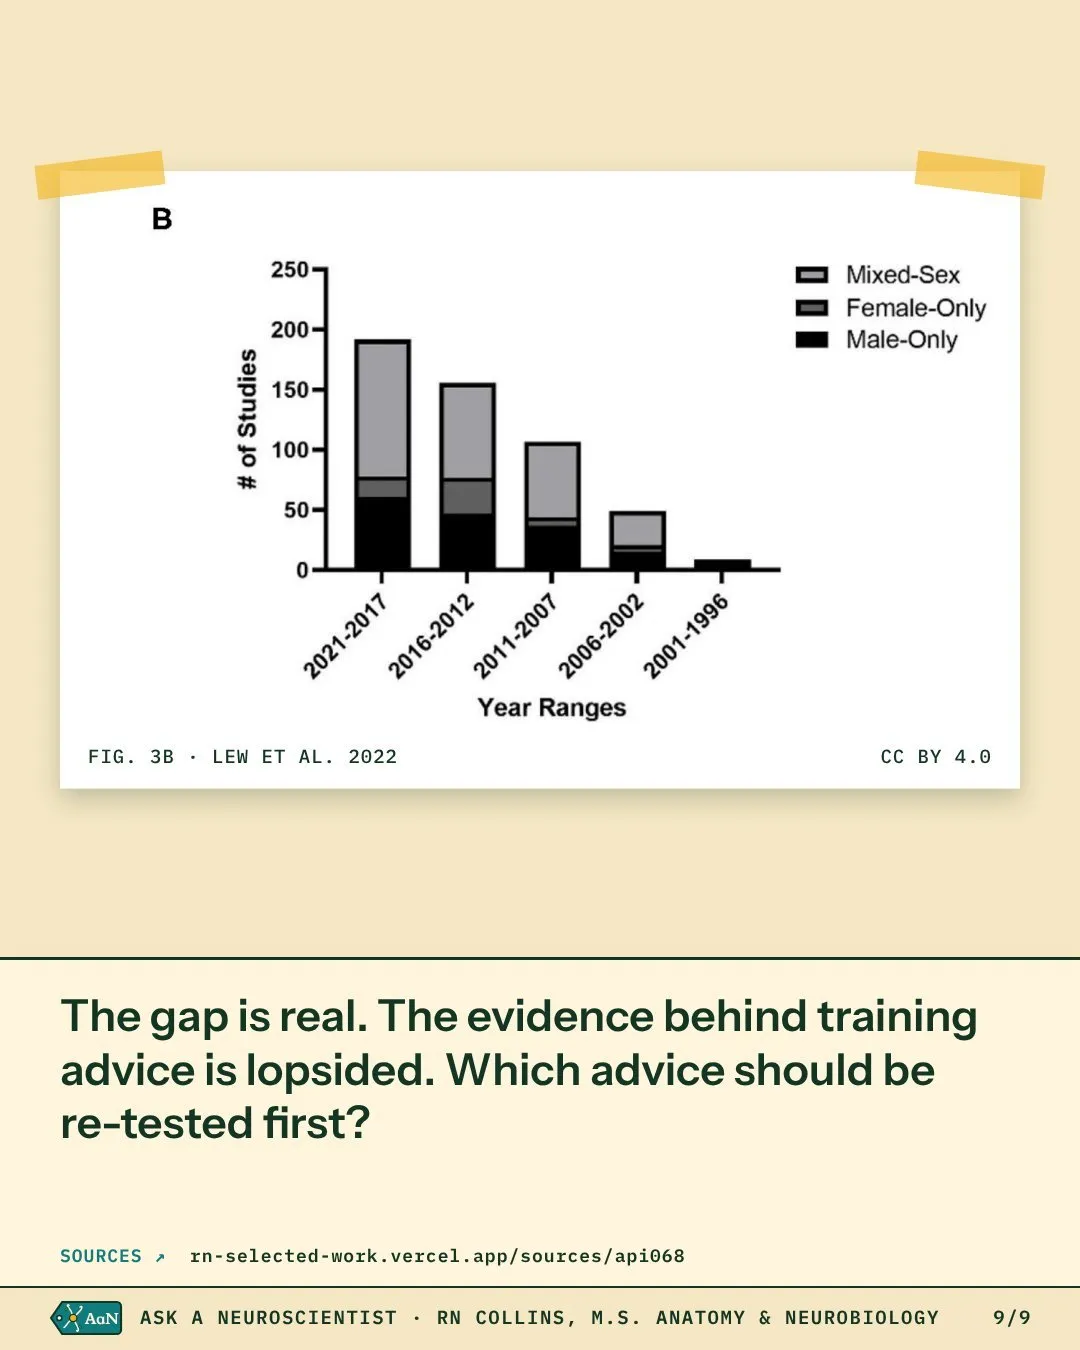 B
250
200
150
100
50
0
# of Studies
Mixed-Sex
Female-Only
Male-Only
2021-2017
2016-2012
2011-2007
2006-2002
2001-1996
Year Ranges
FIG. 3B · LEW ET AL. 2022
CC BY 4.0
The gap is real. The evidence behind training
advice is lopsided. Which advice should be
re-tested first?
SOURCES ↗ rn-selected-work.vercel.app/sources/api068
AaN ASK A NEUROSCIENTIST · RN COLLINS, M.S. ANATOMY & NEUROBIOLOGY 9/9